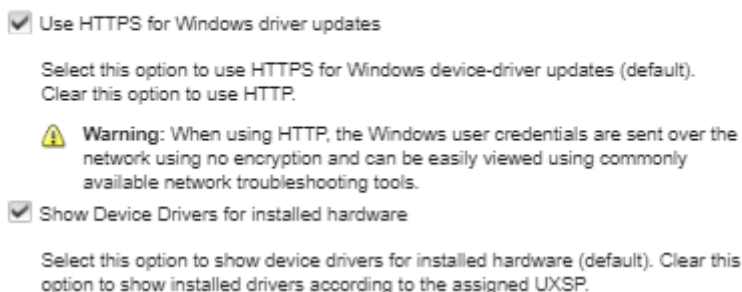 Use HTTPS for Windows driver updates
Select this option to use HTTPS for Windows device-driver updates (default).
Clear this option to use HTTP.
Warning: When using HTTP, the Windows user credentials are sent over the
network using no encryption and can be easily viewed using commonly
available network troubleshooting tools.
Show Device Drivers for installed hardware
Select this option to show device drivers for installed hardware (default). Clear this
option to show installed drivers according to the assigned UXSP.